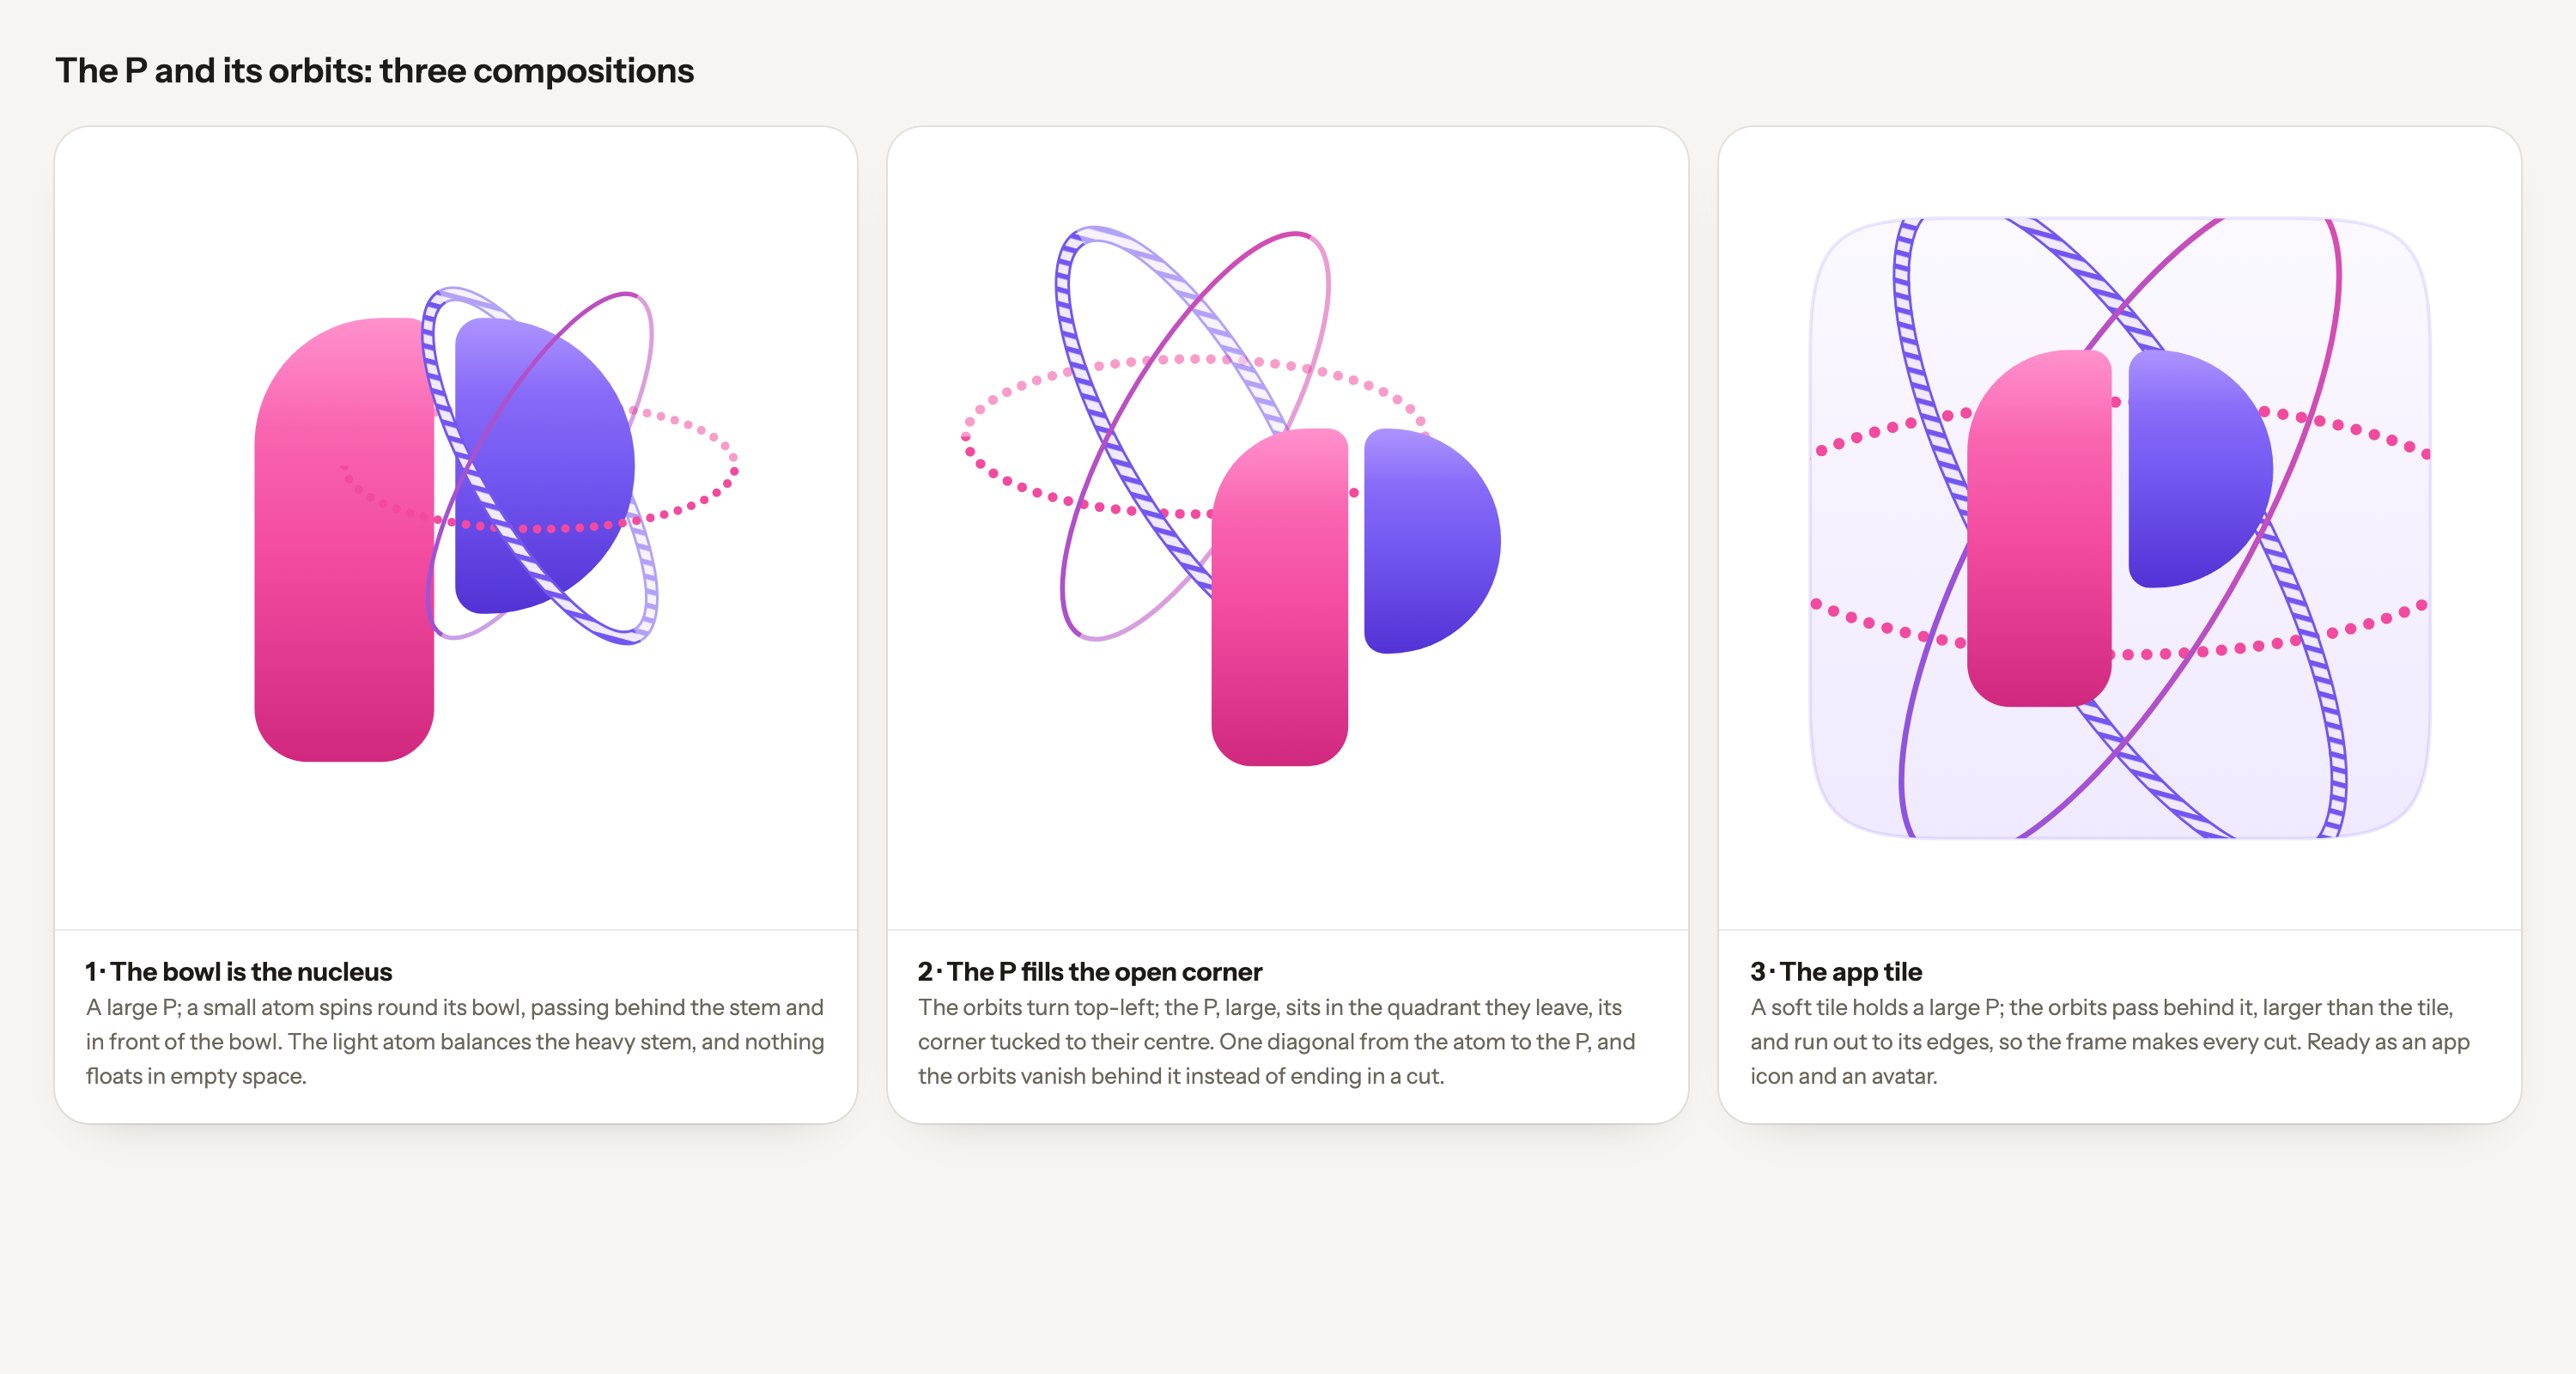 The P and its orbits: three compositions
1 · The bowl is the nucleus
A large P; a small atom spins round its bowl, passing behind the stem and
in front of the bowl. The light atom balances the heavy stem, and nothing
floats in empty space.
2 · The P fills the open corner
The orbits turn top-left; the P, large, sits in the quadrant they leave, its
corner tucked to their centre. One diagonal from the atom to the P, and
the orbits vanish behind it instead of ending in a cut.
3 · The app tile
A soft tile holds a large P; the orbits pass behind it, larger than the tile,
and run out to its edges, so the frame makes every cut. Ready as an app
icon and an avatar.